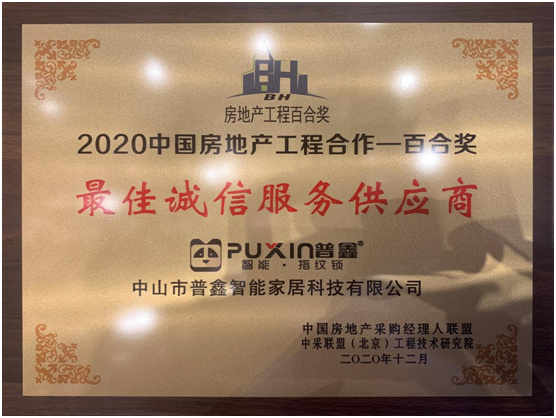 BH
BH
房地产工程百合奖
2020中国房地产工程合作—百合奖
最佳诚信服务供应商
PUXIN普鑫®
智能·指纹锁
中山市普鑫智能家居科技有限公司
中国房地产采购经理人联盟
中采联盟（北京）工程技术研究院
二〇二〇年十二月